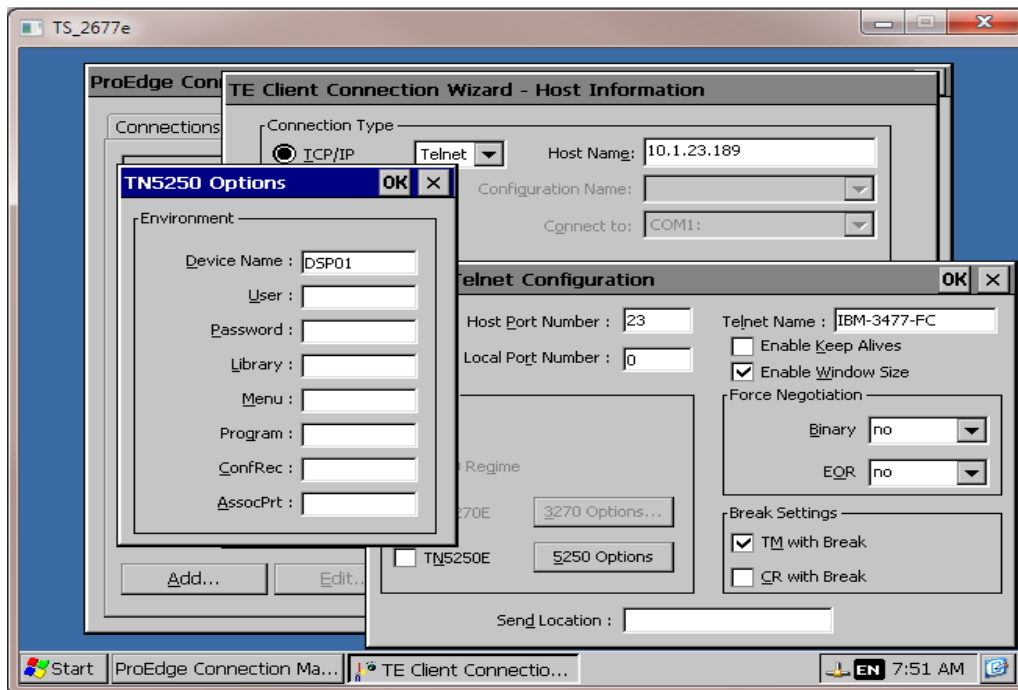 TS_2677e
ProEdge Con
TE Client Connection Wizard - Host Information
Connections
Connection Type
TCP/IP
Telnet
Host Name:
10.1.23.189
Configuration Name:
Connect to:
COM1:
TN5250 Options
OK
Environment
Device Name :
DSP01
User :
Password :
Library :
Menu :
Program :
ConfRec :
AssocPrt :
elnet Configuration
OK
Host Port Number :
23
Telnet Name :
IBM-3477-FC
Local Port Number :
0
Enable Keep Alives
Enable Window Size
Force Negotiation
Binary
no
EOR
no
Regime
270E
3270 Options...
TN5250E
5250 Options
Break Settings
TM with Break
CR with Break
Send Location :
Add...
Edit..
Start
ProEdge Connection Ma...
TE Client Connectio...
EN
7:51 AM